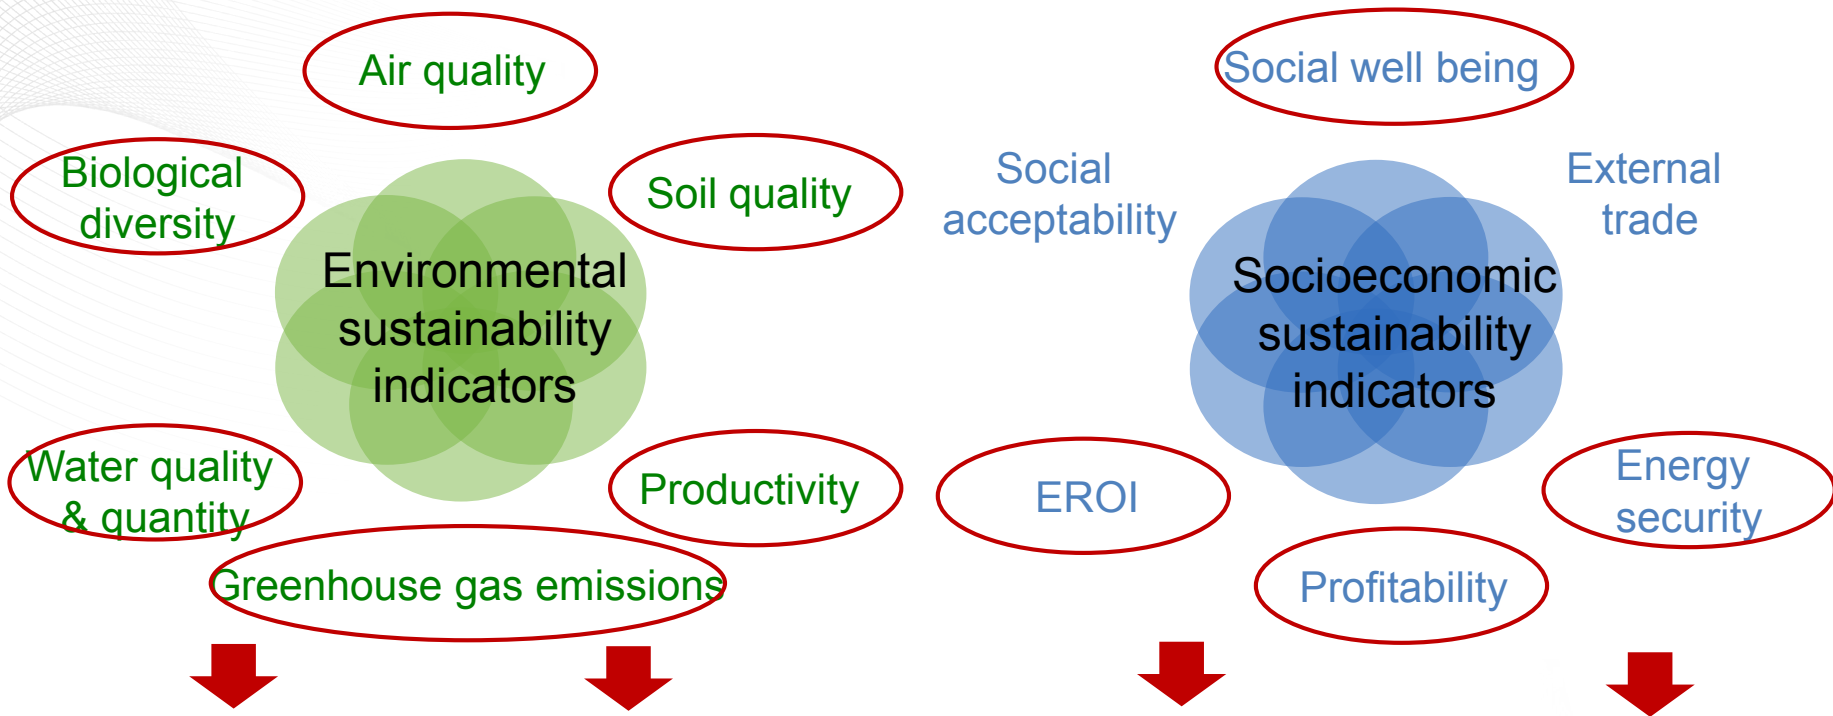 Air quality
Biological
diversity
Soil quality
Environmental
sustainability
indicators
Water quality
& quantity
Productivity
Greenhouse gas emissions
Social well being
Social
acceptability
External
trade
Socioeconomic
sustainability
indicators
EROI
Energy
security
Profitability